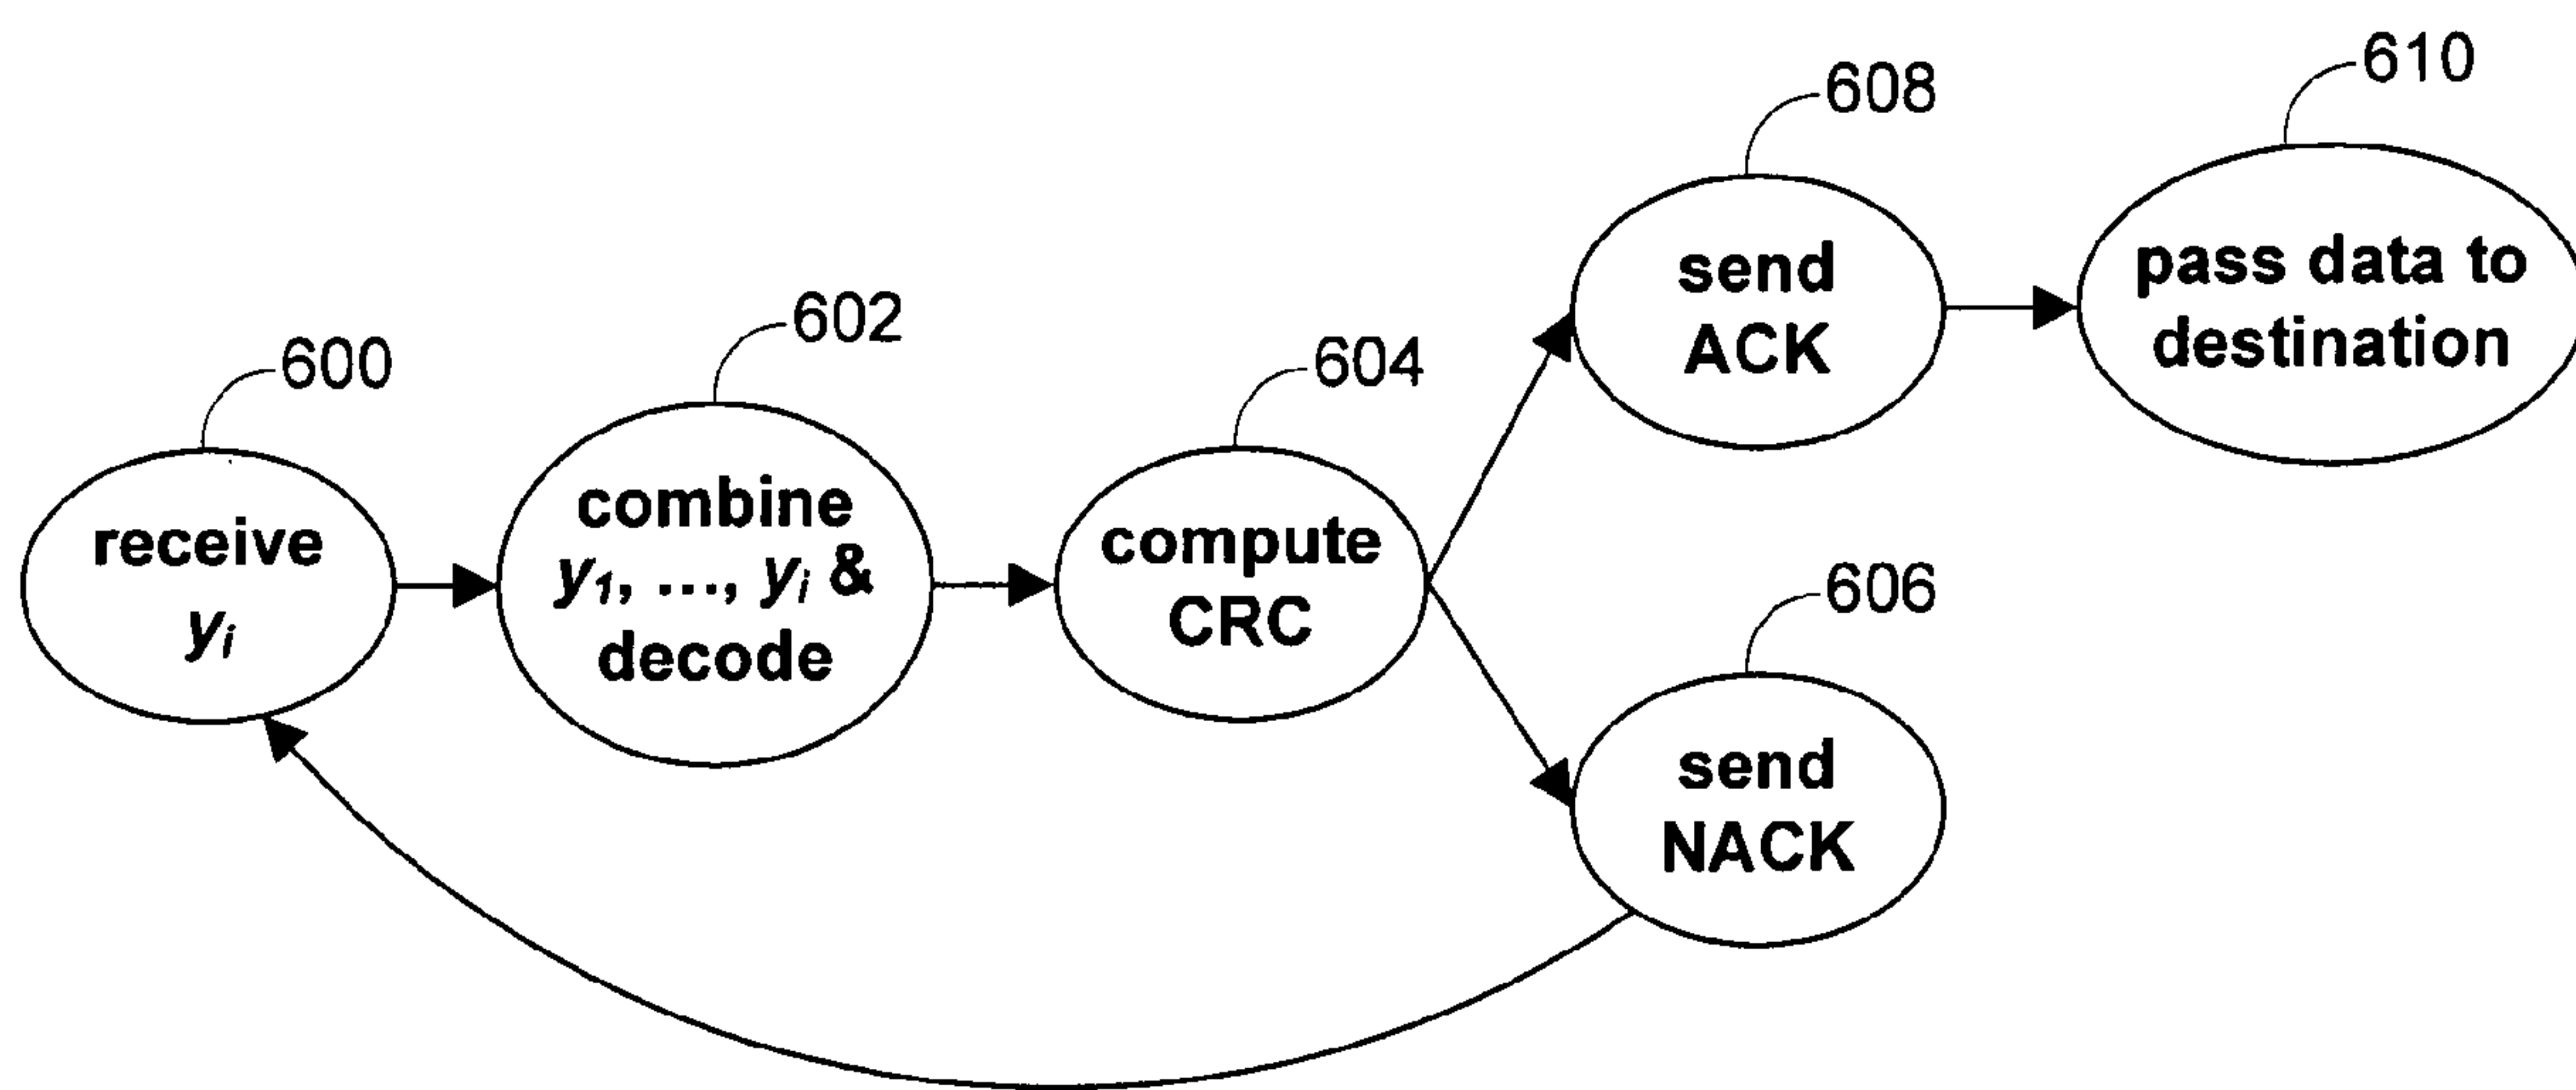 600
receive
yi
602
combine
y1, ..., yi &
decode
604
compute
CRC
608
send
ACK
610
pass data to
destination
606
send
NACK